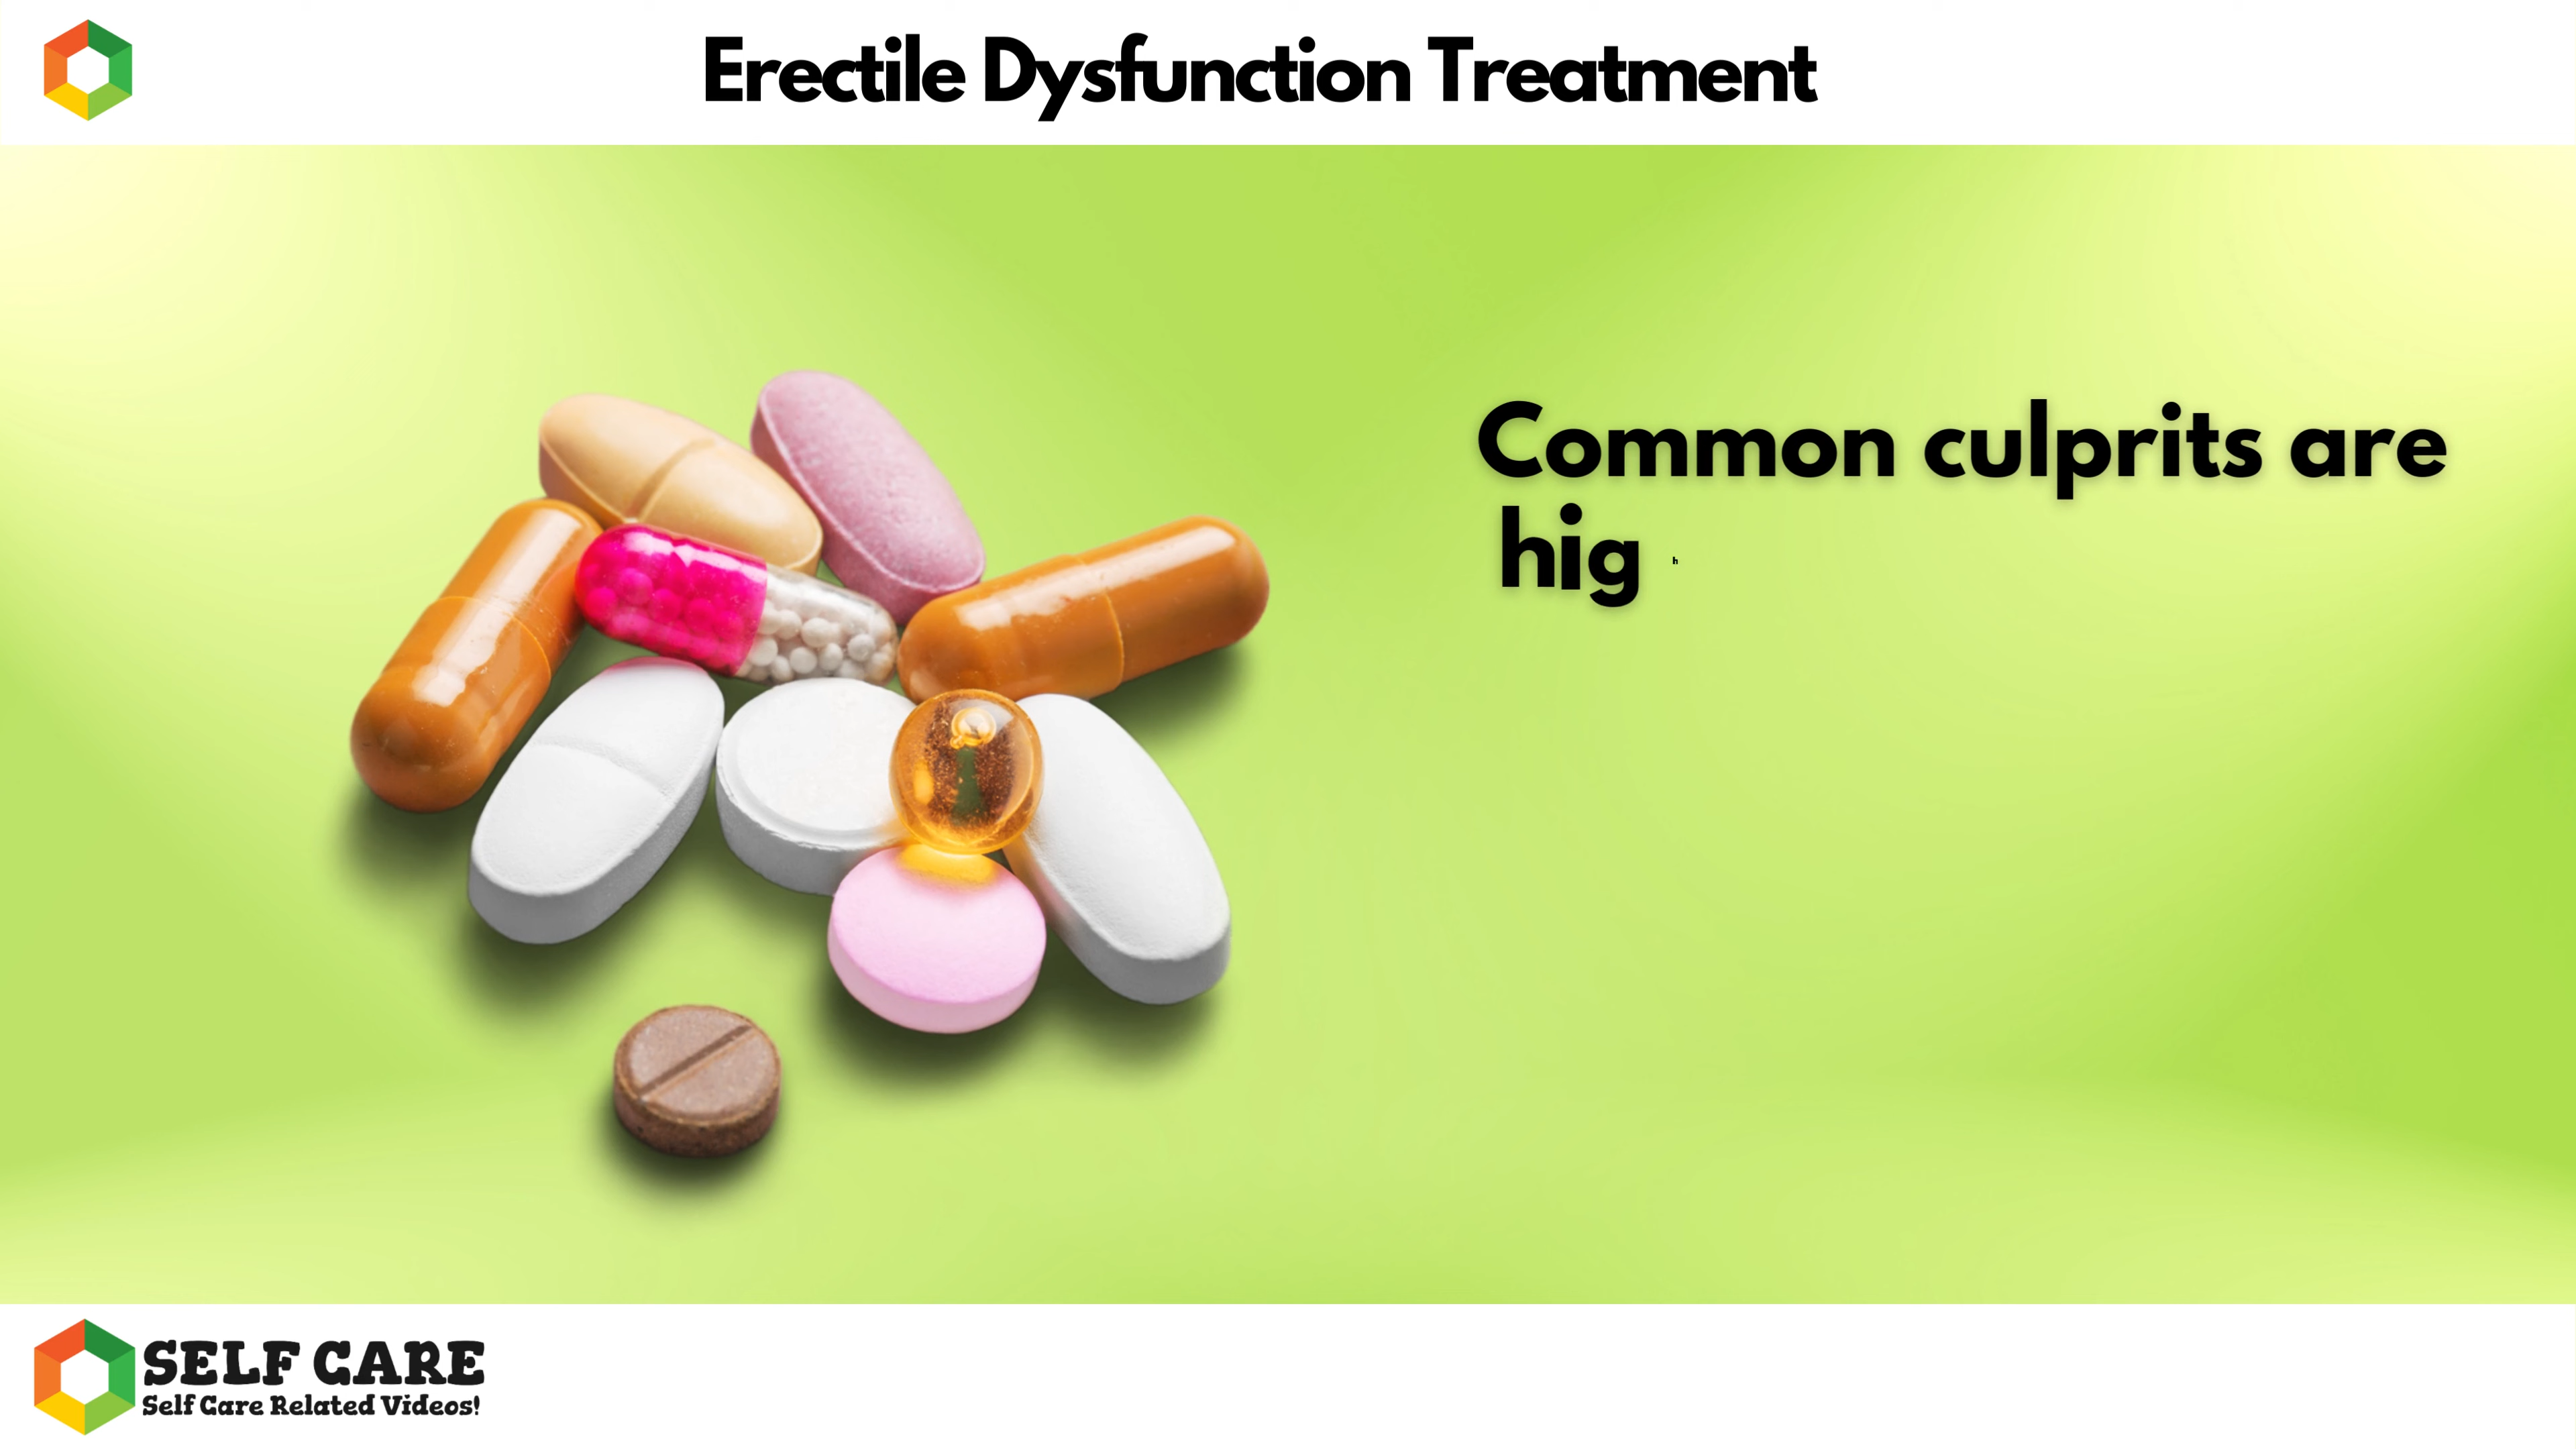 Erectile Dysfunction Treatment
Common culprits are
hig h
SELF CARE
Self Care Related Videos!